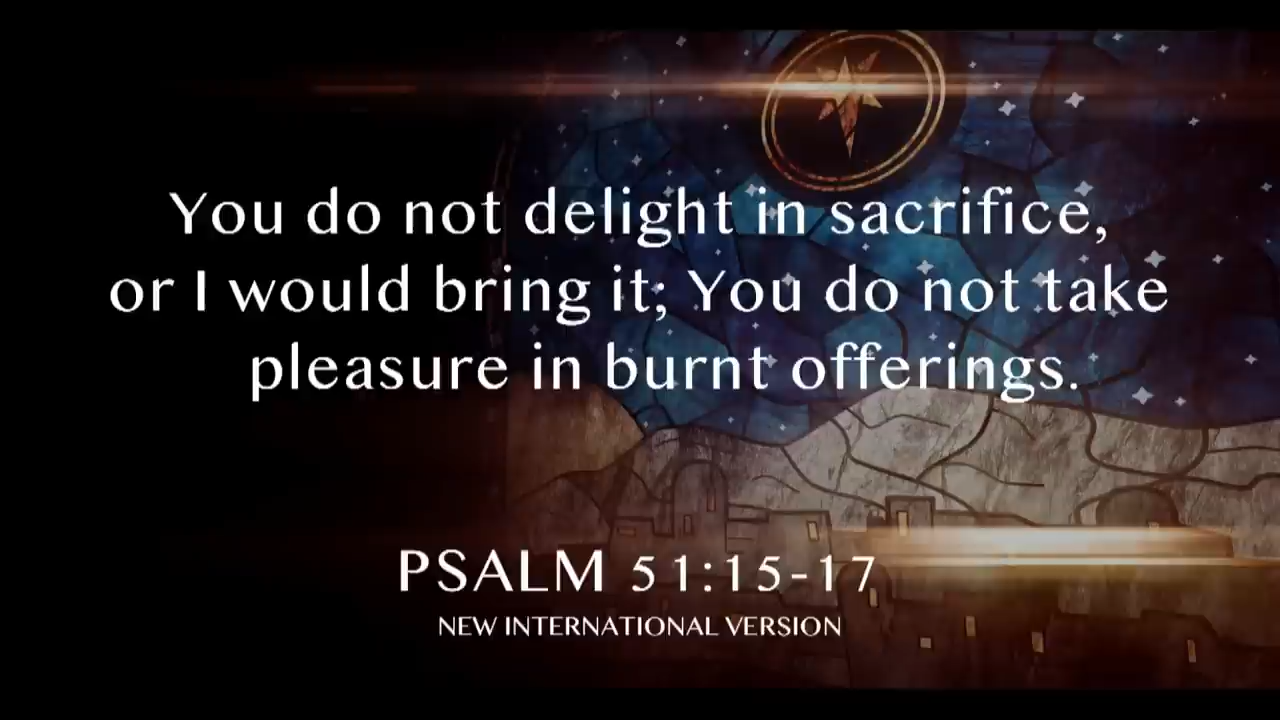 You do not delight in sacrifice,
or I would bring it; You do not take
pleasure in burnt offerings.
PSALM 51:15-17
NEW INTERNATIONAL VERSION